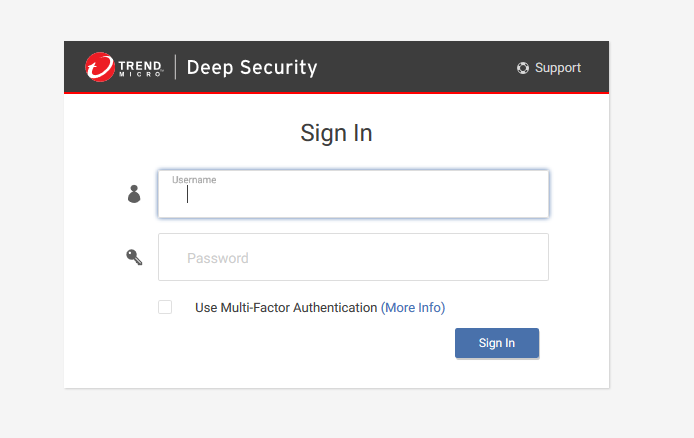 TREND MICRO Deep Security
Support
Sign In
Username
Password
Use Multi-Factor Authentication (More Info)
Sign In